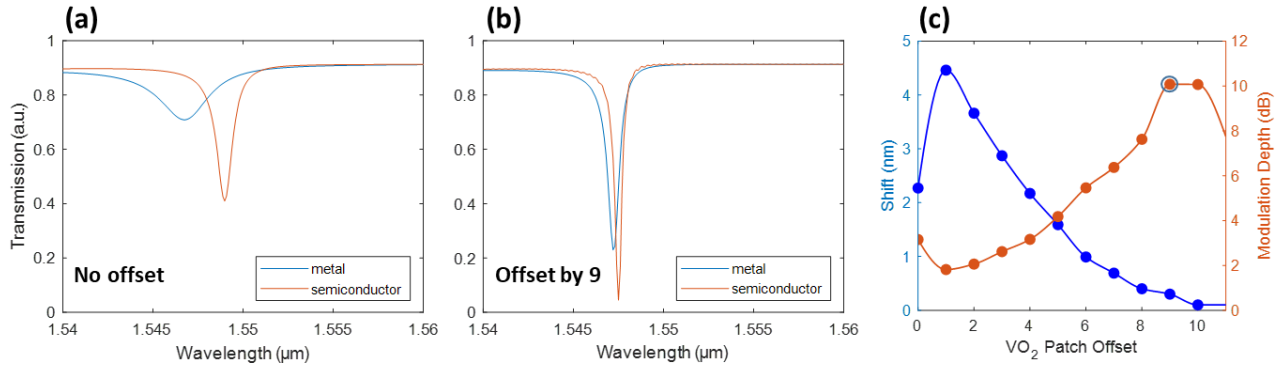 (a)
Transmission (a.u.)
1
0.8
0.6
0.4
0.2
0
No offset
metal
semiconductor
1.54 1.545 1.55 1.555 1.56
Wavelength (µm)
(b)
1
0.8
0.6
0.4
0.2
0
Offset by 9
metal
semiconductor
1.54 1.545 1.55 1.555 1.56
Wavelength (µm)
(c)
Shift (nm)
5
4
3
2
1
0
12
10
8
6
4
2
0
Modulation Depth (dB)
0 2 4 6 8 10
VO₂ Patch Offset